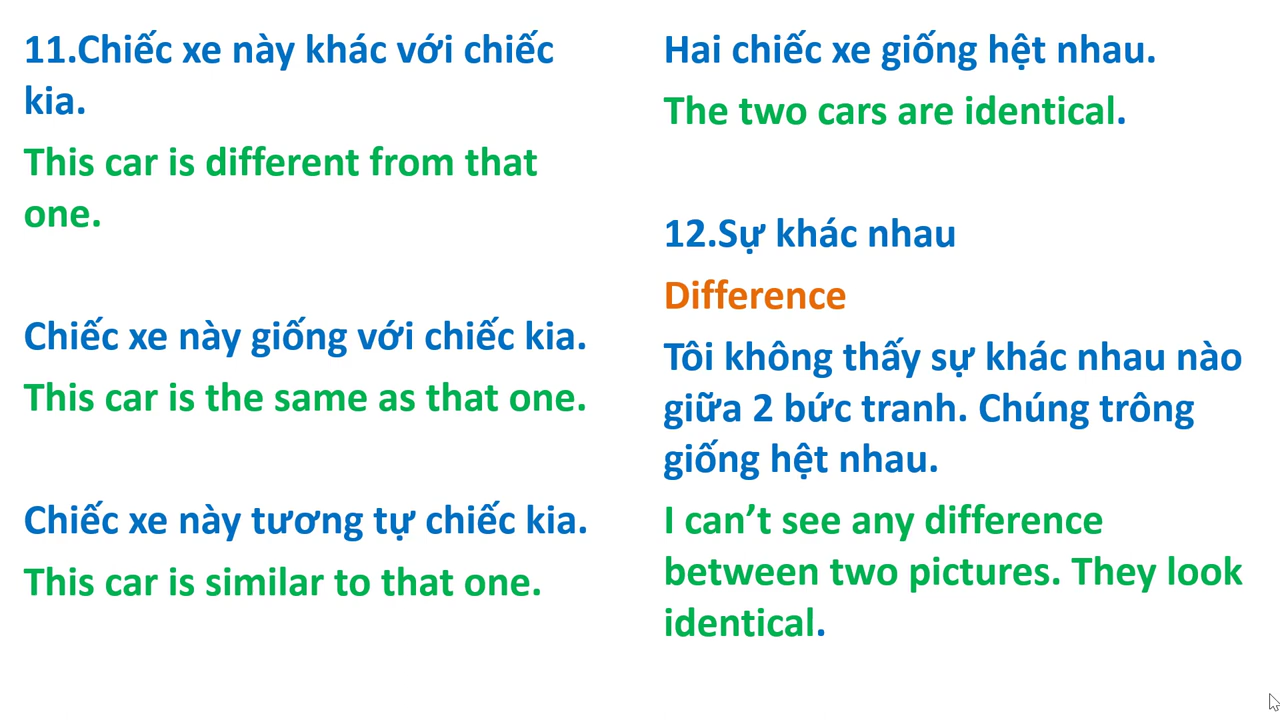 11.Chiếc xe này khác với chiếc
kia.
This car is different from that
one.
Chiếc xe này giống với chiếc kia.
This car is the same as that one.
Chiếc xe này tương tự chiếc kia.
This car is similar to that one.
Hai chiếc xe giống hệt nhau.
The two cars are identical.
12.Sự khác nhau
Difference
Tôi không thấy sự khác nhau nào
giữa 2 bức tranh. Chúng trông
giống hệt nhau.
I can’t see any difference
between two pictures. They look
identical.